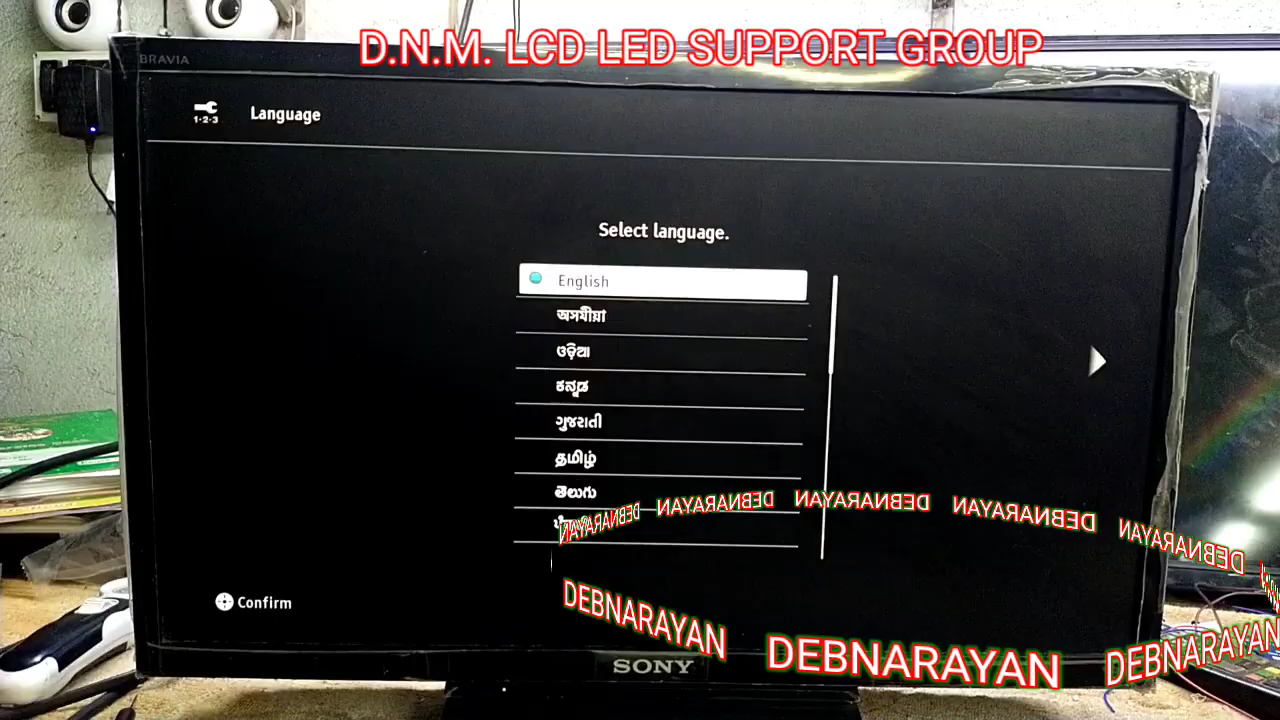 D.N.M. LCD LED SUPPORT GROUP
BRAVIA
1-2-3
Language
Select language.
English
অসমীয়া
ଓଡ଼ିଆ
ಕನ್ನಡ
ગુજરાતી
தமிழ்
తెలుగు
DEBNARAYAN DEBNARAYAN DEBNARAYAN DEBNARAYAN DEBNARAYAN
Confirm
DEBNARAYAN DEBNARAYAN DEBNARAYAN
SONY